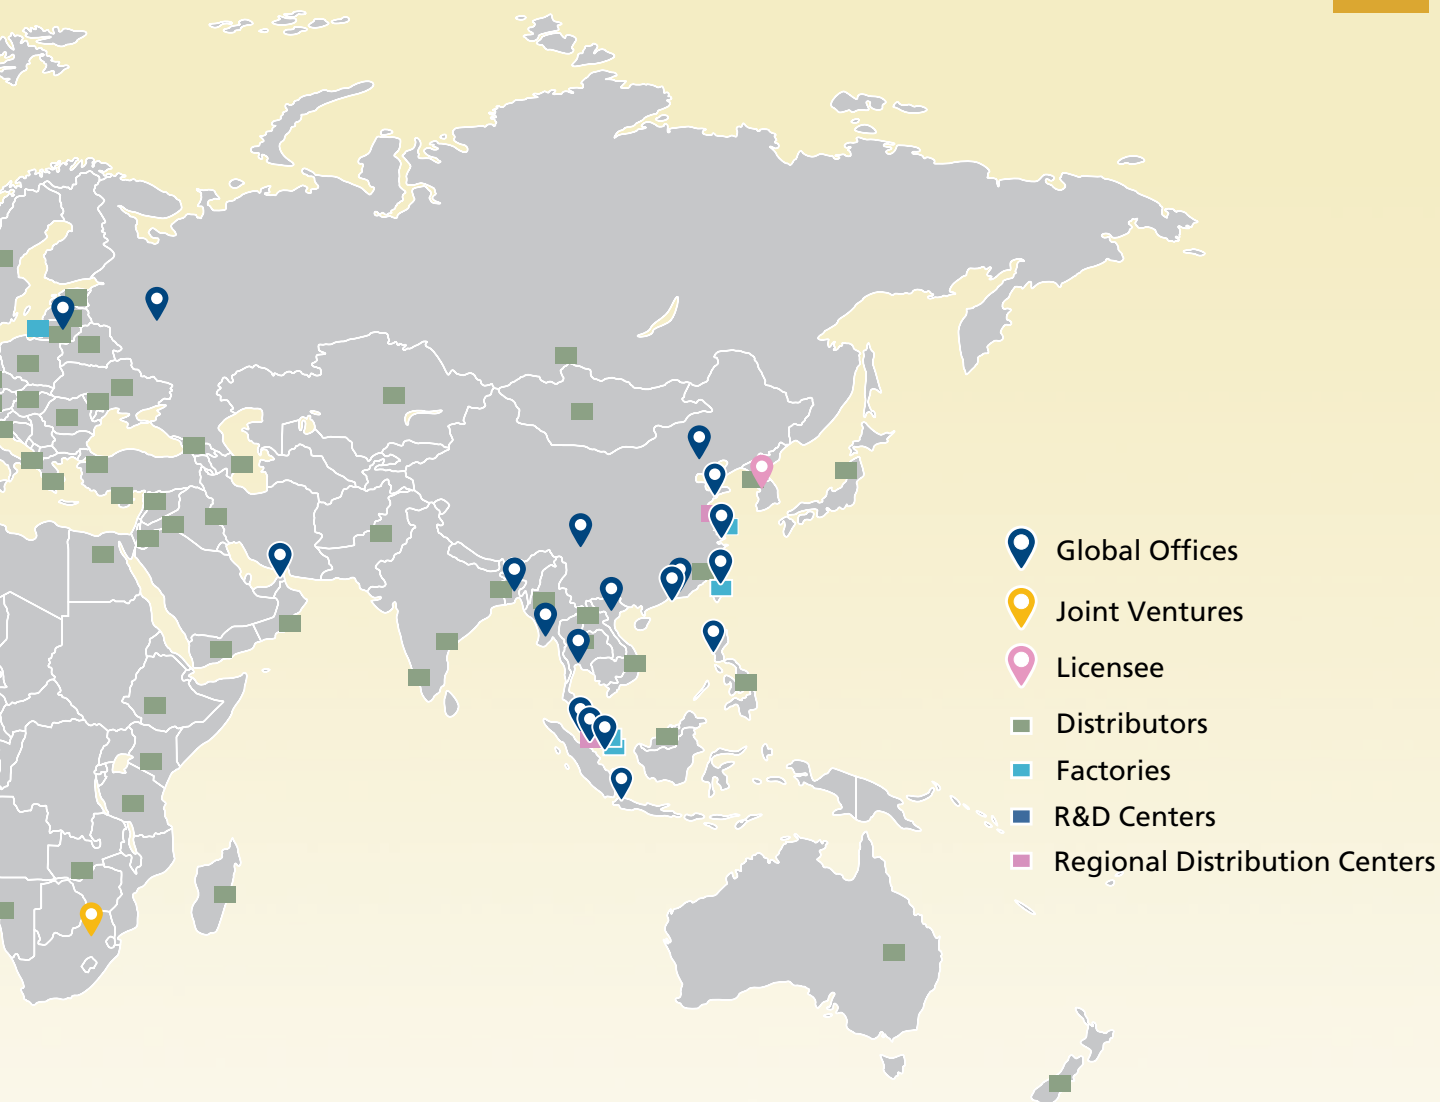 Global Offices
Joint Ventures
Licensee
Distributors
Factories
R&D Centers
Regional Distribution Centers